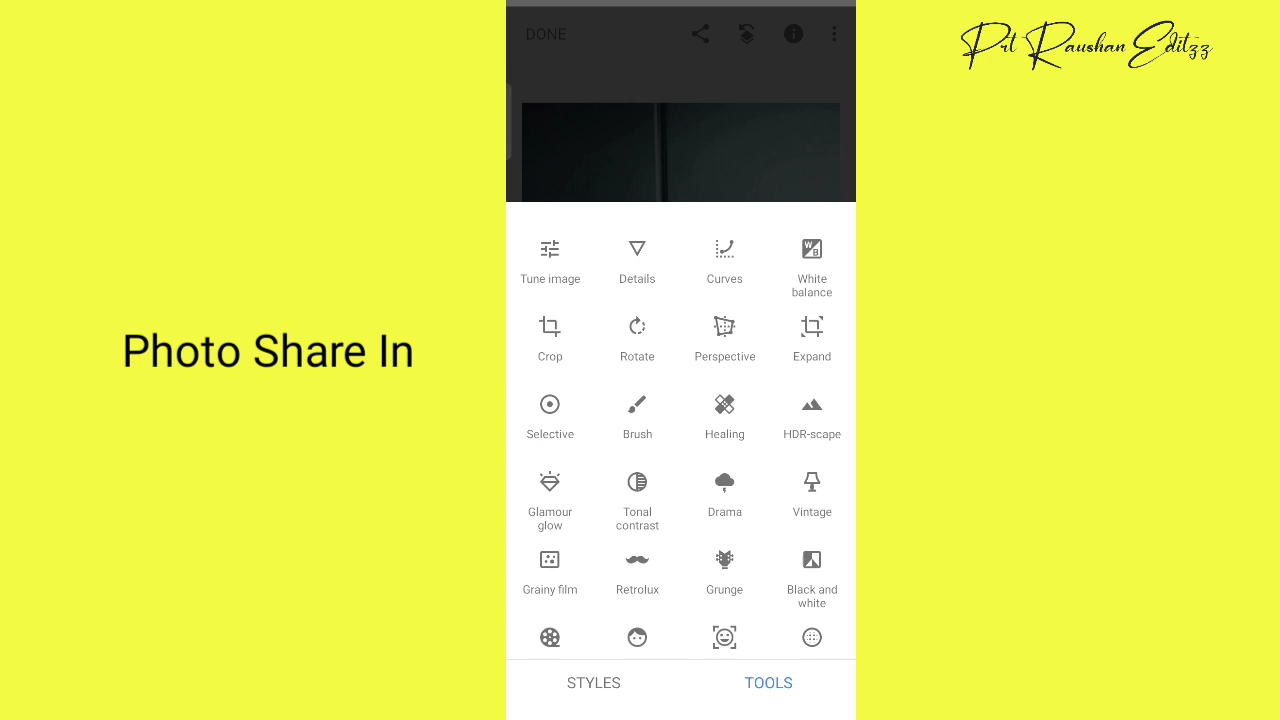 DONE
Prt Raushan Editzz
Tune image
Details
Curves
White
balance
Crop
Rotate
Perspective
Expand
Photo Share In
Selective
Brush
Healing
HDR-scape
Glamour
glow
Tonal
contrast
Drama
Vintage
Grainy film
Retrolux
Grunge
Black and
white
STYLES
TOOLS